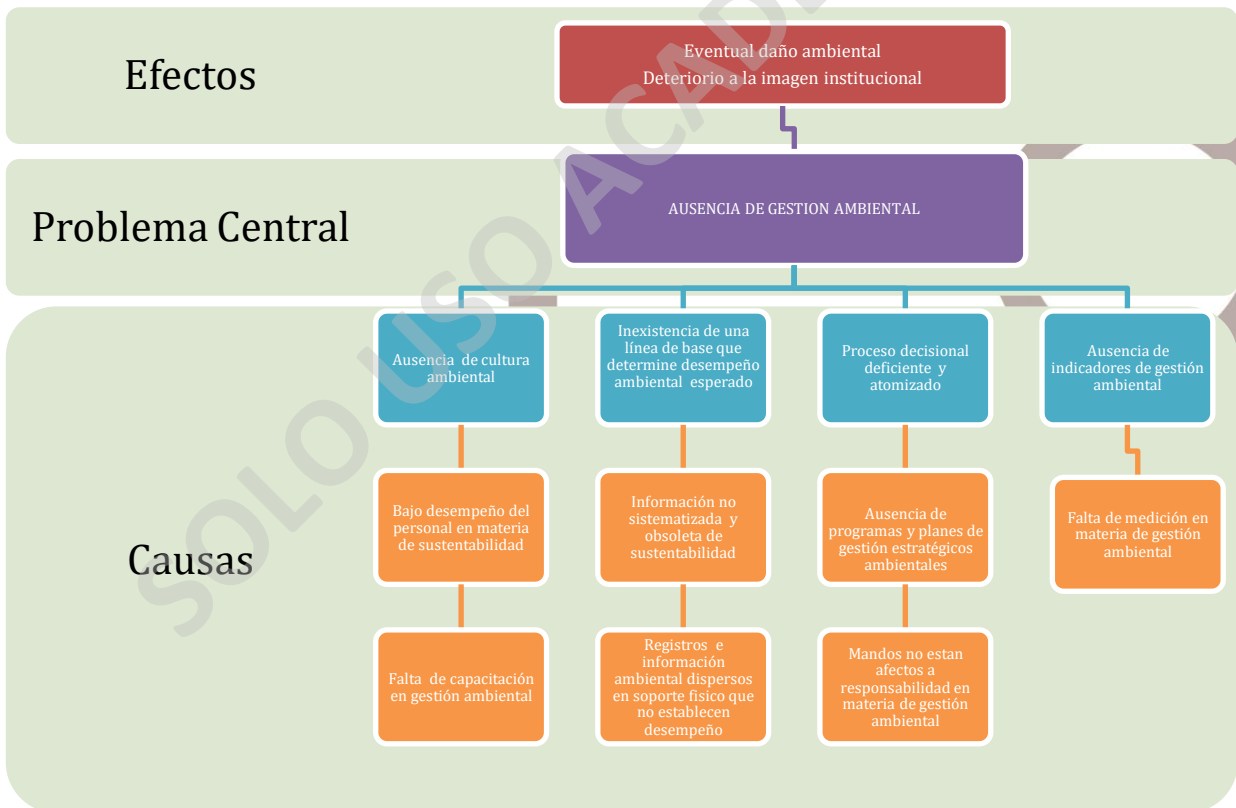 Efectos
Eventual daño ambiental
Deteriorio a la imagen institucional
Problema Central
AUSENCIA DE GESTION AMBIENTAL
Causas
Ausencia de cultura
ambiental
Inexistencia de una
línea de base que
determine desempeño
ambiental esperado
Proceso decisional
deficiente y
atomizado
Ausencia de
indicadores de gestión
ambiental
Bajo desempeño del
personal en materia
de sustentabilidad
Información no
sistematizada y
obsoleta de
sustentabilidad
Ausencia de
programas y planes de
gestión estratégicos
ambientales
Falta de medición en
materia de gestión
ambiental
Falta de capacitación
en gestión ambiental
Registros e
información
ambiental dispersos
en soporte fisico que
no establecen
desempeño
Mandos no estan
afectos a
responsabilidad en
materia de gestión
ambiental
SOLO USO ACADE